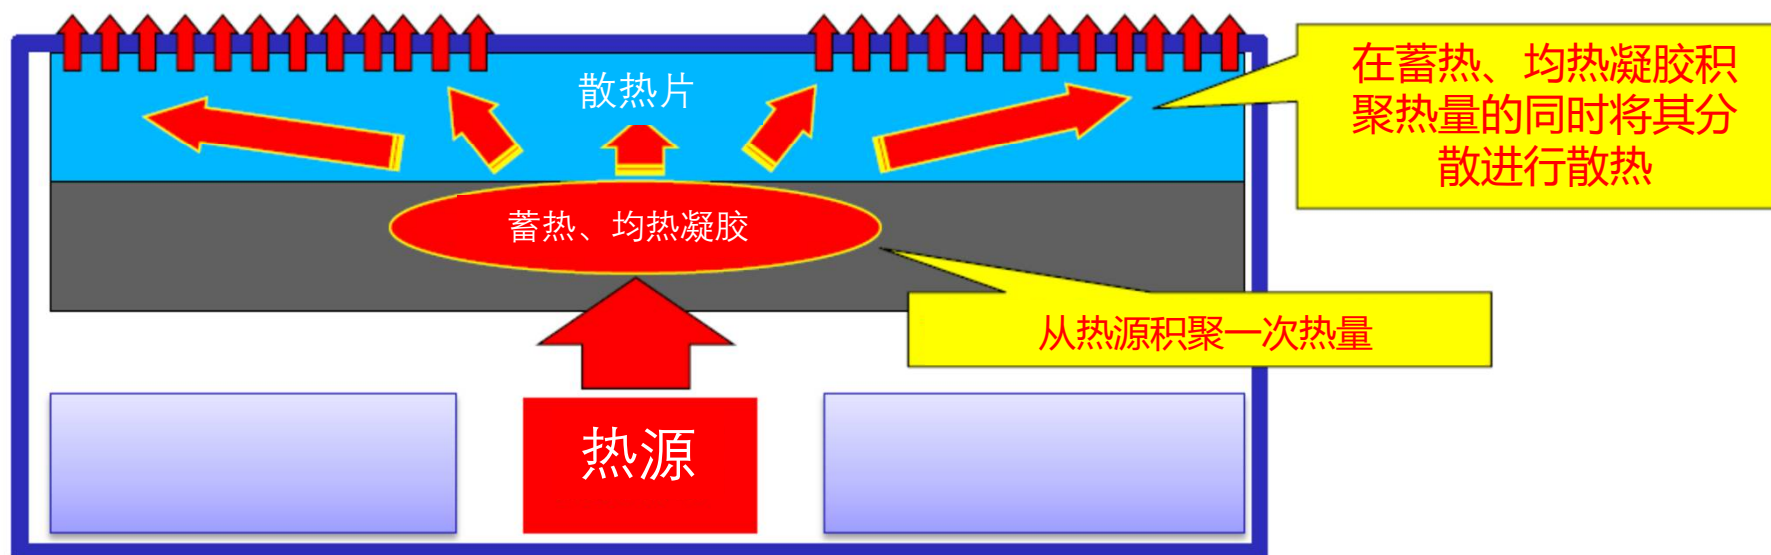 散热片
在蓄热、均热凝胶积
聚热量的同时将其分
散进行散热
蓄热、均热凝胶
从热源积聚一次热量
热源